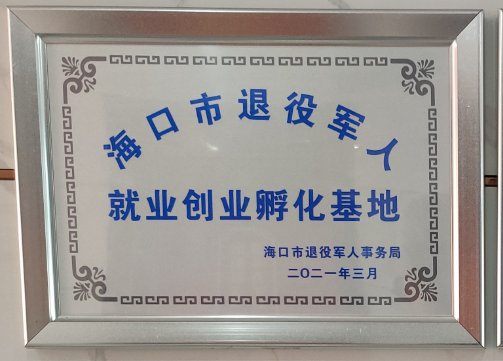 海口市退役军人
就业创业孵化基地
海口市退役军人事务局
二〇二一年三月